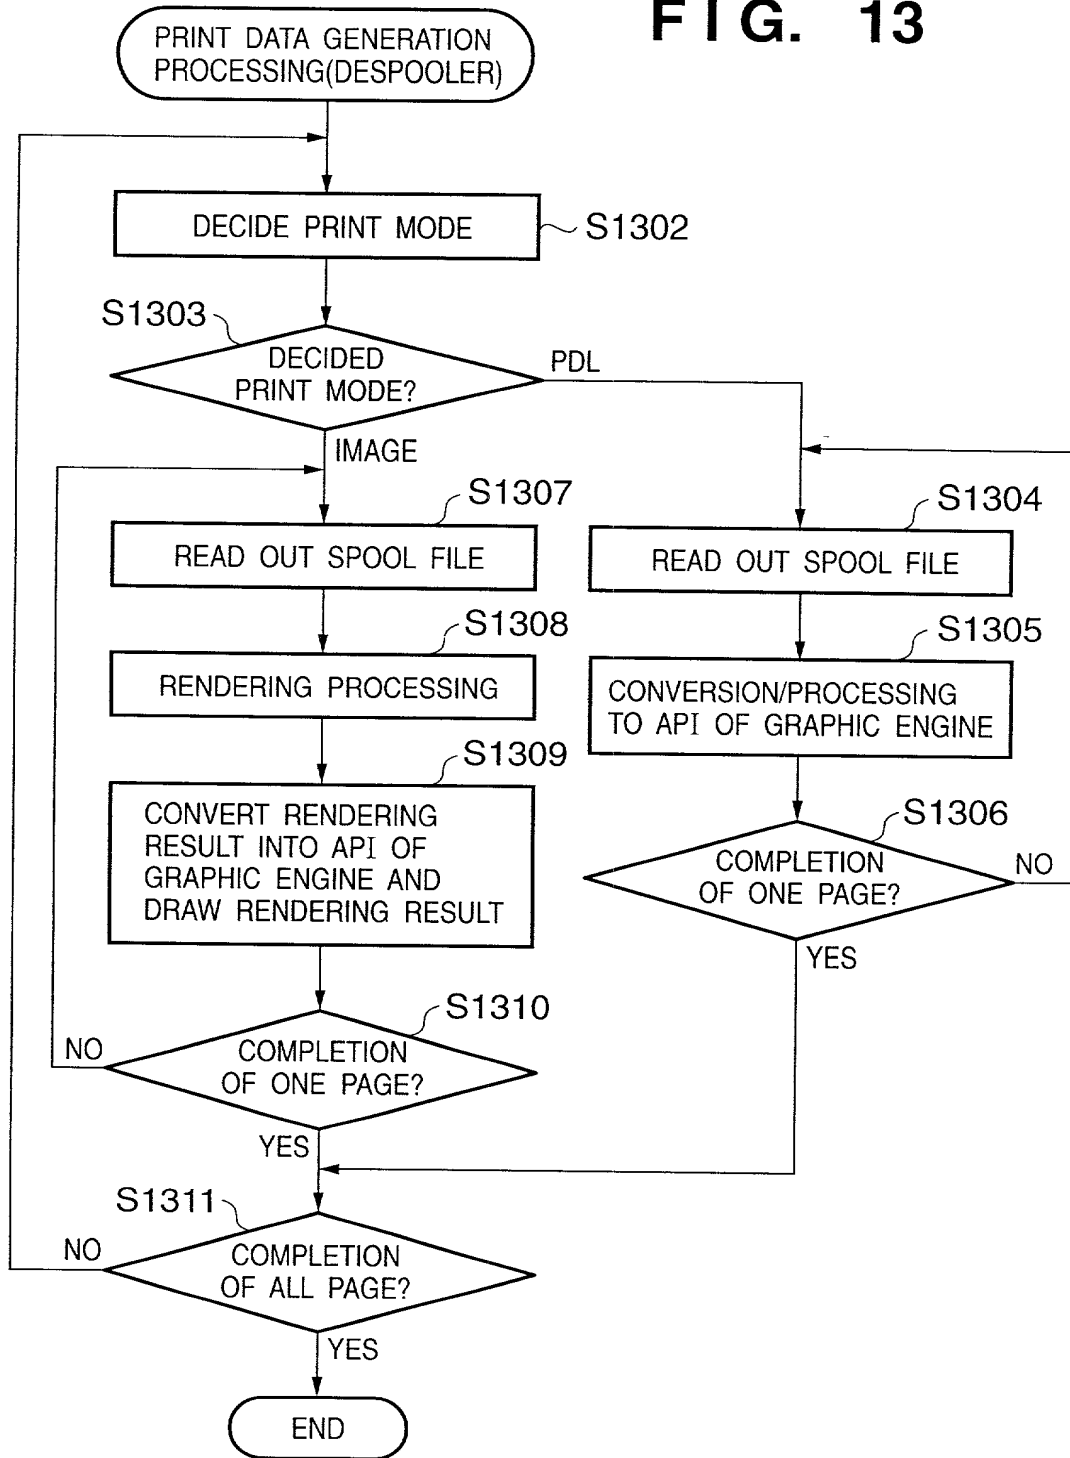 FIG. 13
PRINT DATA GENERATION
PROCESSING(DESPOOLER)
DECIDE PRINT MODE
S1302
S1303
DECIDED
PRINT MODE?
PDL
IMAGE
S1307
READ OUT SPOOL FILE
S1304
READ OUT SPOOL FILE
S1308
RENDERING PROCESSING
S1305
CONVERSION/PROCESSING
TO API OF GRAPHIC ENGINE
S1309
CONVERT RENDERING
RESULT INTO API OF
GRAPHIC ENGINE AND
DRAW RENDERING RESULT
S1306
COMPLETION
OF ONE PAGE?
NO
YES
S1310
COMPLETION
OF ONE PAGE?
NO
YES
S1311
COMPLETION
OF ALL PAGE?
NO
YES
END